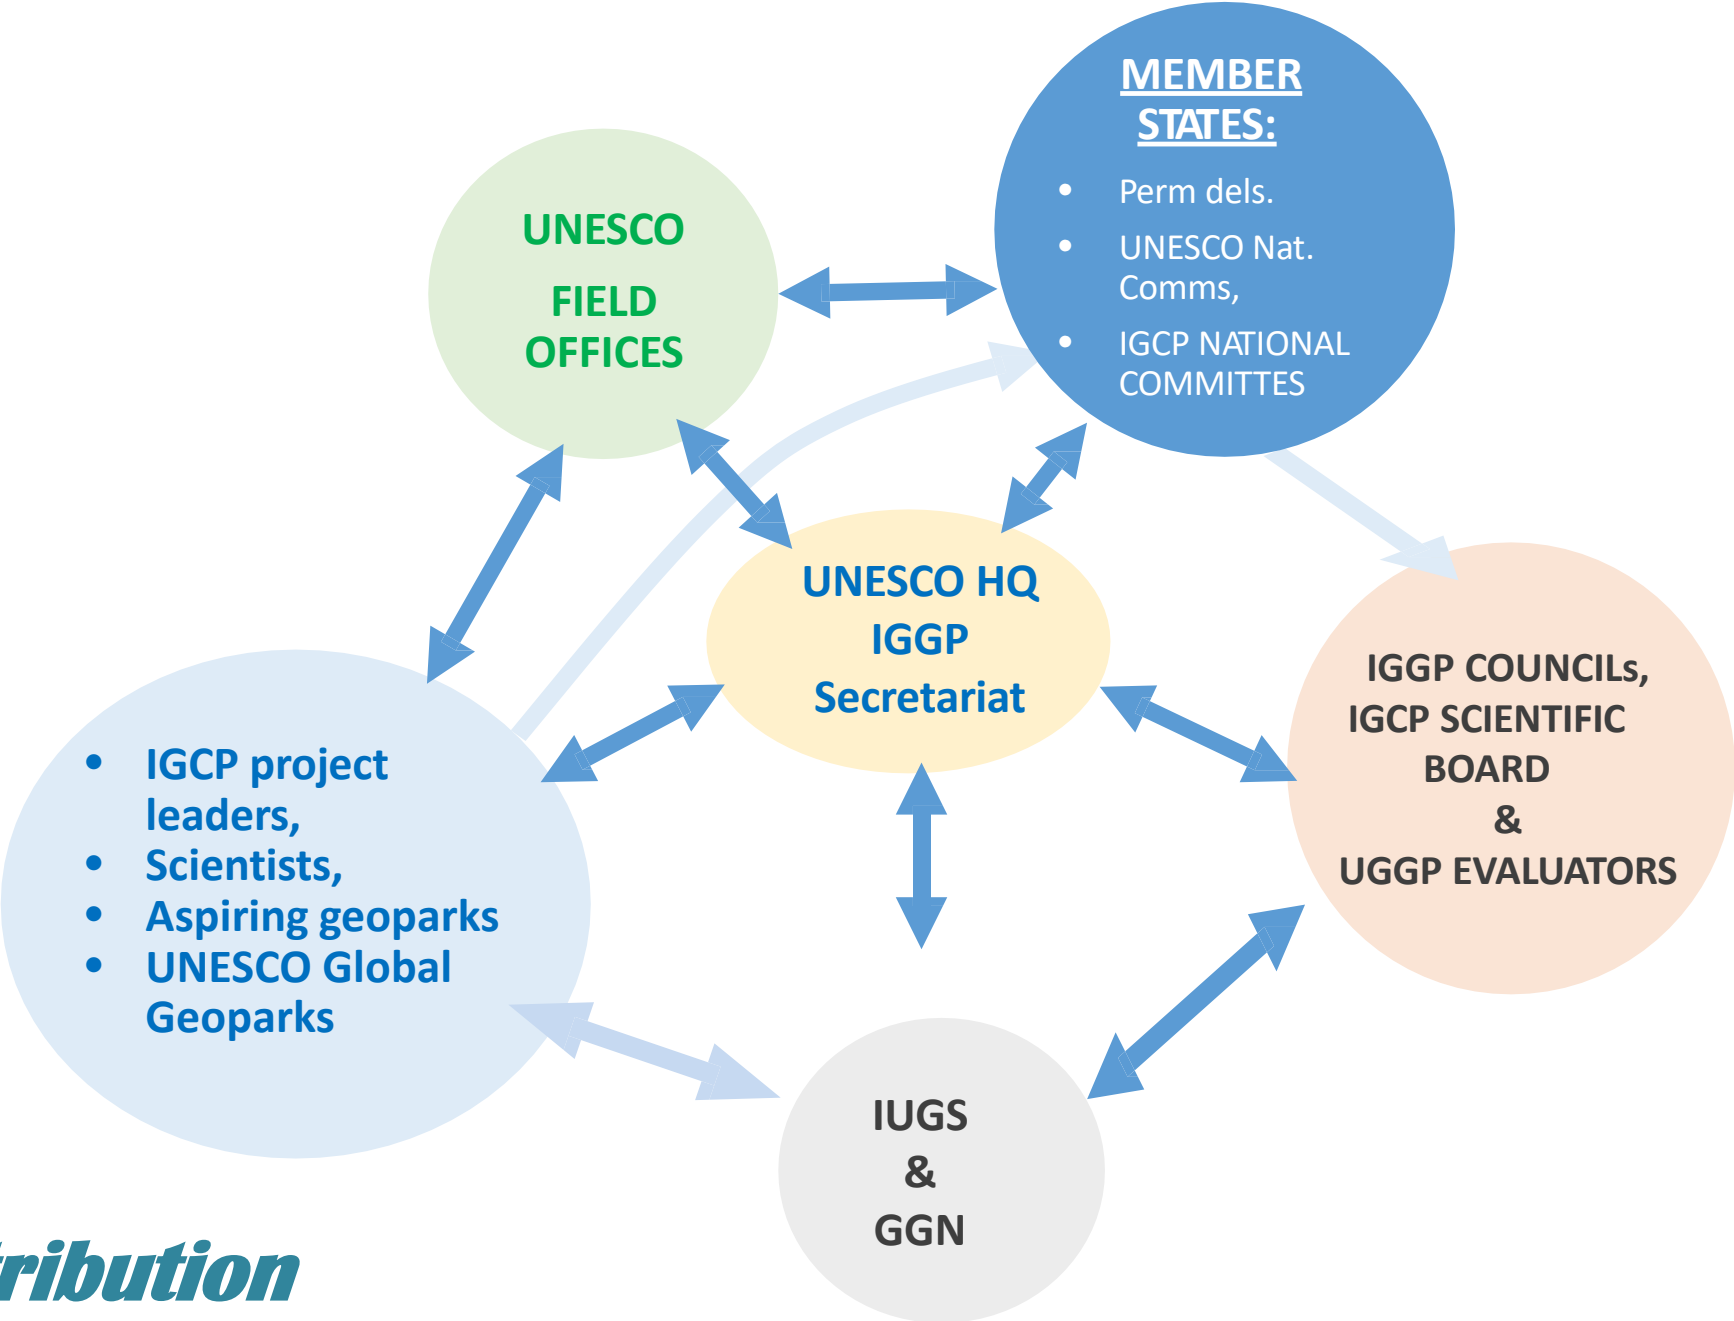 MEMBER
STATES:
• Perm dels.
• UNESCO Nat.
Comms,
• IGCP NATIONAL
COMMITTES
UNESCO
FIELD
OFFICES
UNESCO HQ
IGGP
Secretariat
IGGP COUNCILs,
IGCP SCIENTIFIC
BOARD
&
UGGP EVALUATORS
• IGCP project
leaders,
• Scientists,
• Aspiring geoparks
• UNESCO Global
Geoparks
IUGS
&
GGN